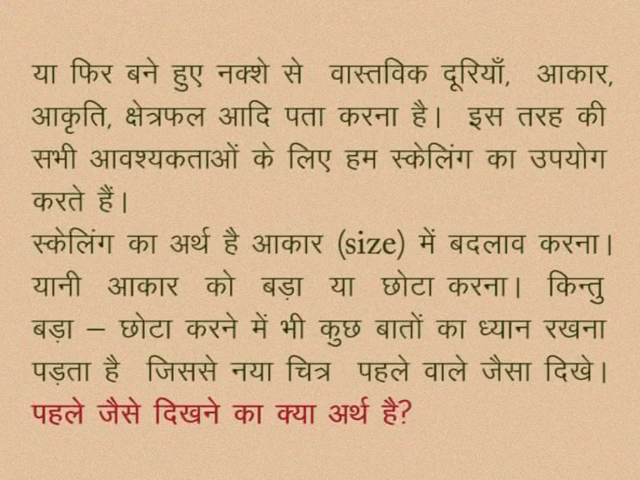 या फिर बने हुए नक्शे से वास्तविक दूरियाँ, आकार,
आकृति, क्षेत्रफल आदि पता करना है। इस तरह की
सभी आवश्यकताओं के लिए हम स्केलिंग का उपयोग
करते हैं।
स्केलिंग का अर्थ है आकार (size) में बदलाव करना।
यानी आकार को बड़ा या छोटा करना। किन्तु
बड़ा – छोटा करने में भी कुछ बातों का ध्यान रखना
पड़ता है जिससे नया चित्र पहले वाले जैसा दिखे।
पहले जैसे दिखने का क्या अर्थ है?